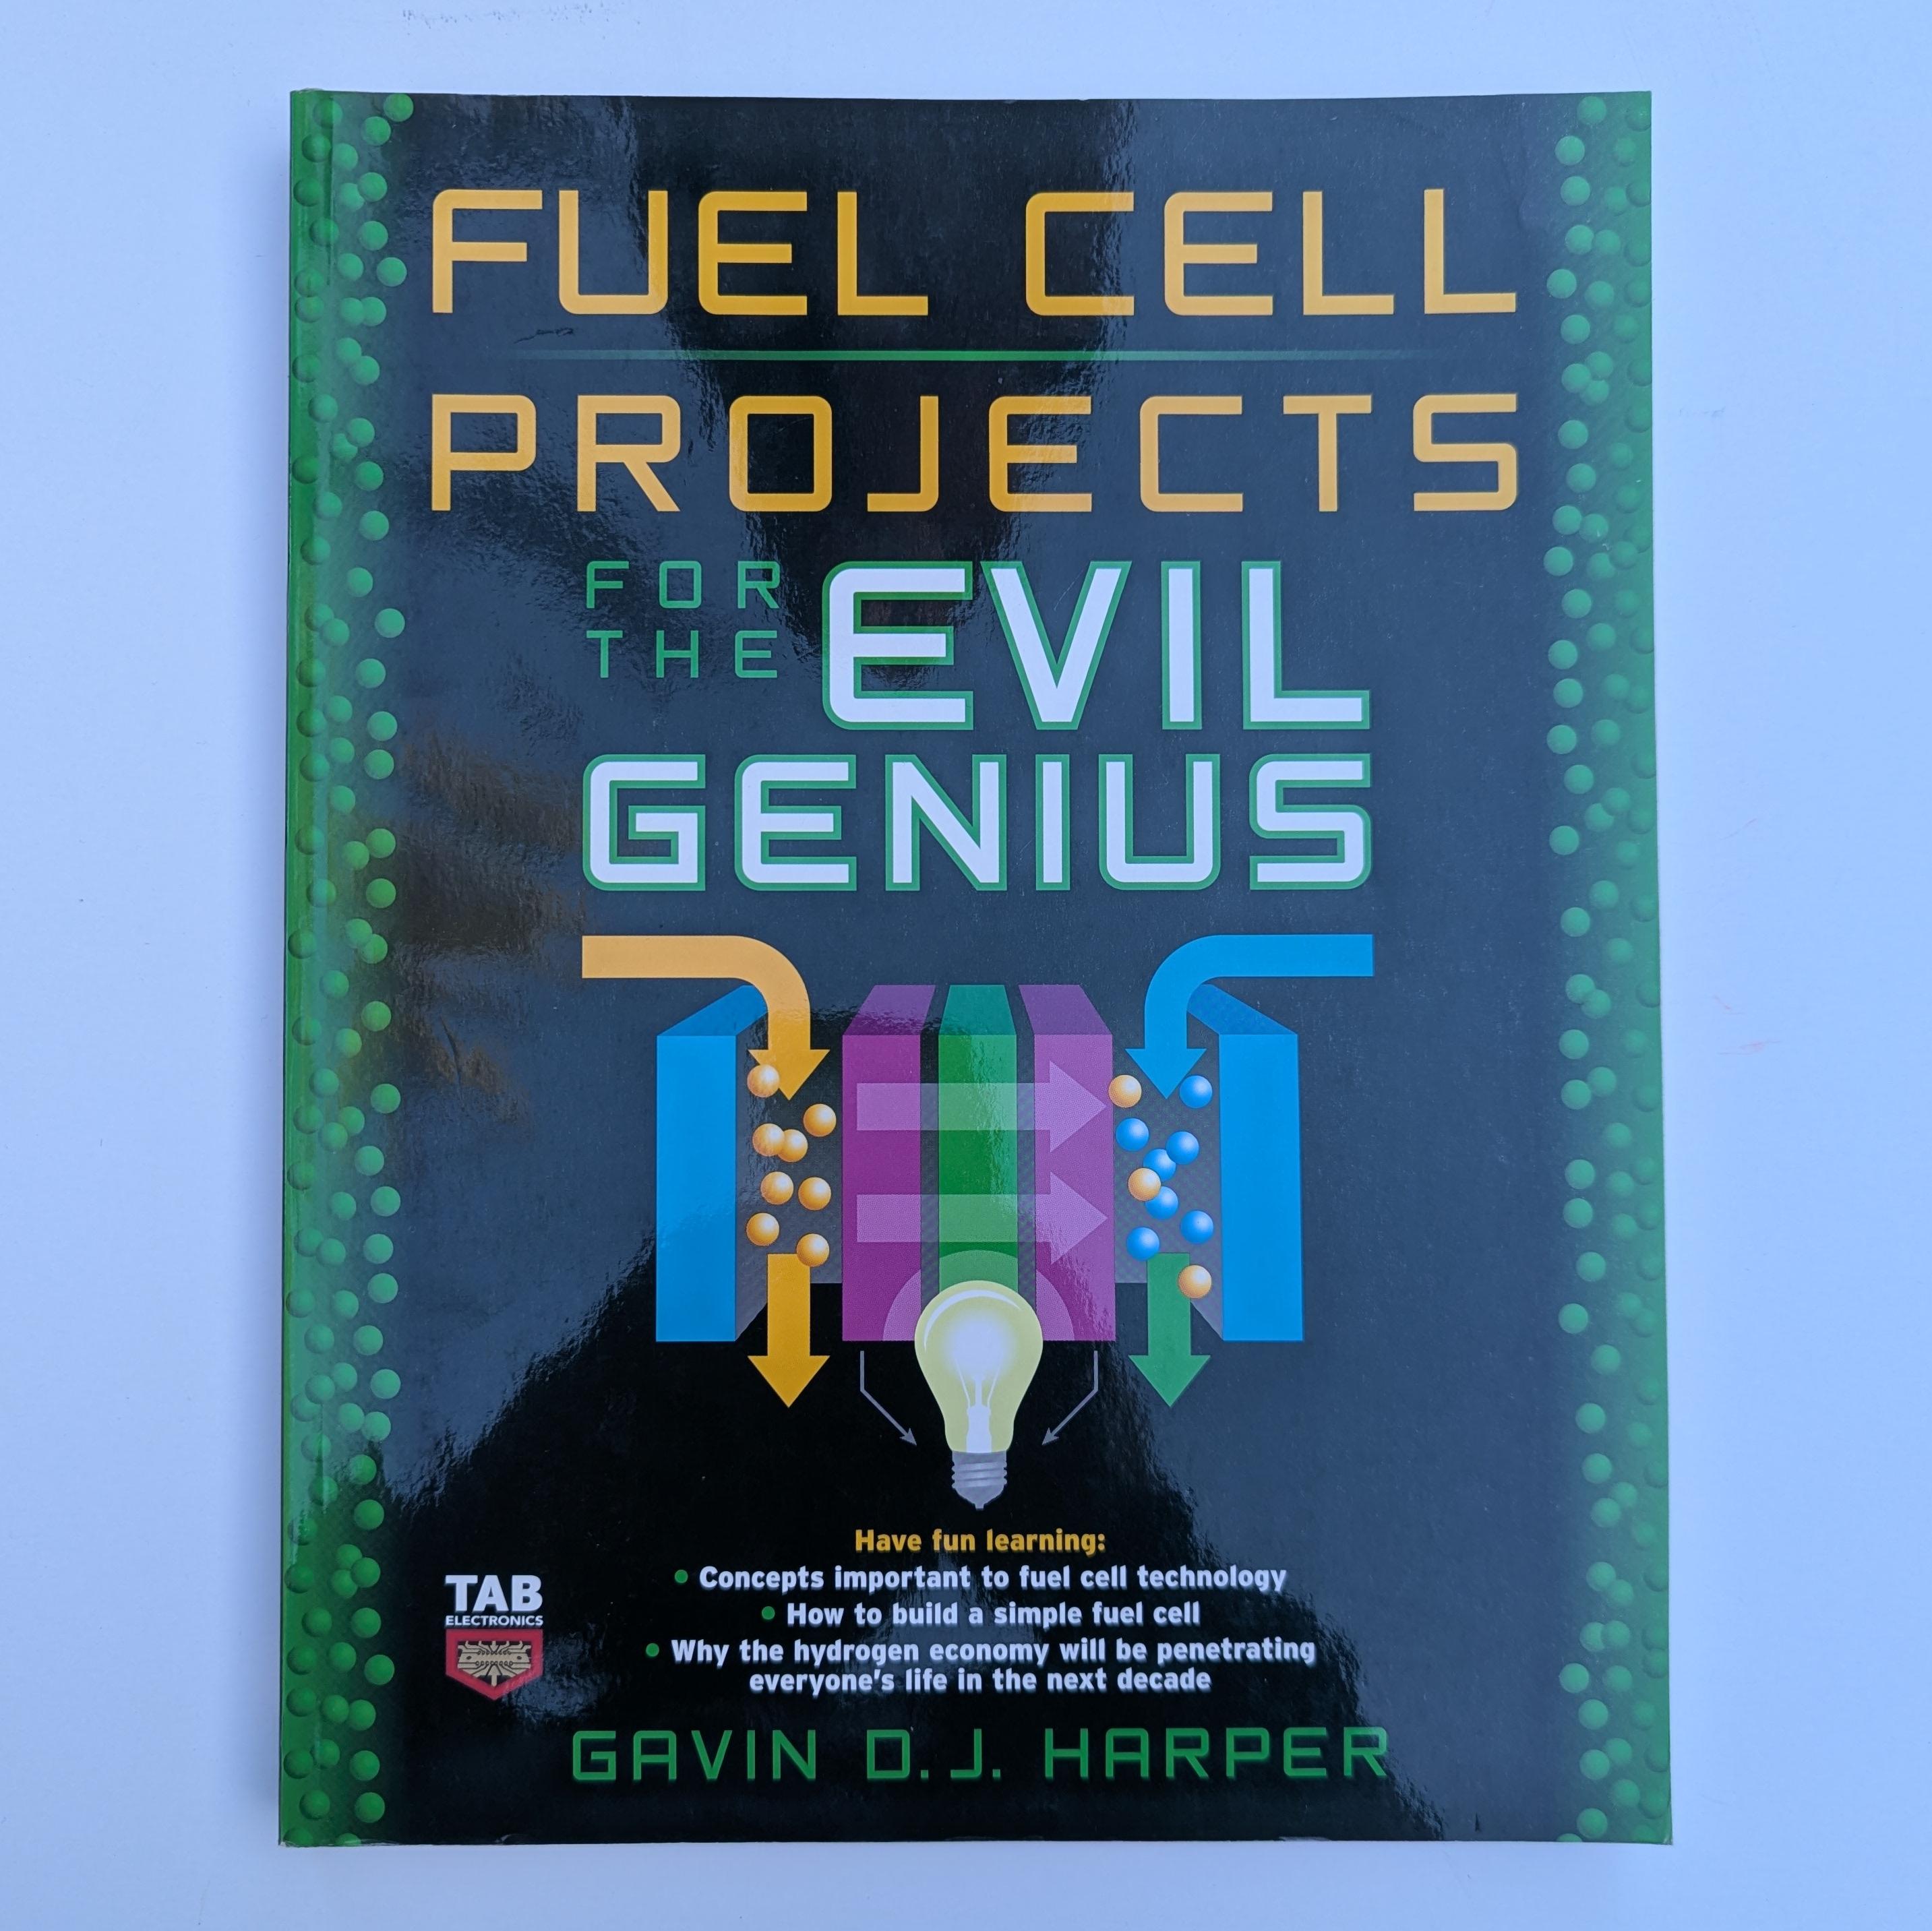 FUEL CELL
PROJECTS
FOR THE EVIL
GENIUS
Have fun learning:
• Concepts important to fuel cell technology
• How to build a simple fuel cell
• Why the hydrogen economy will be penetrating
everyone's life in the next decade
TAB
ELECTRONICS
GAVIN D.J. HARPER